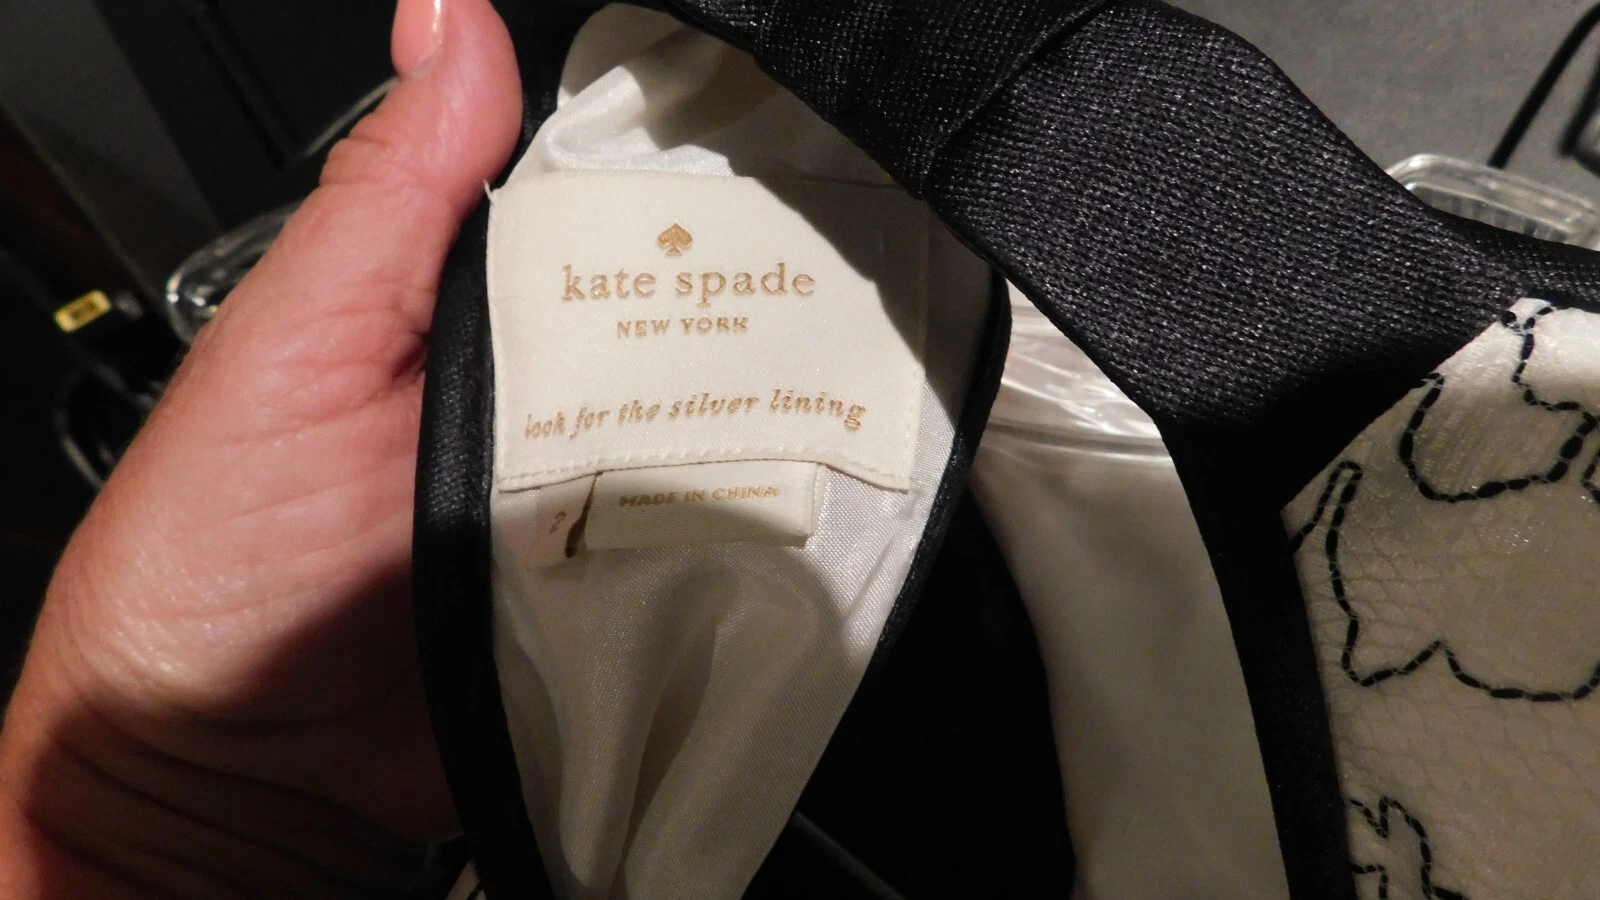 kate spade
NEW YORK
look for the silver lining
MADE IN CHINA
2